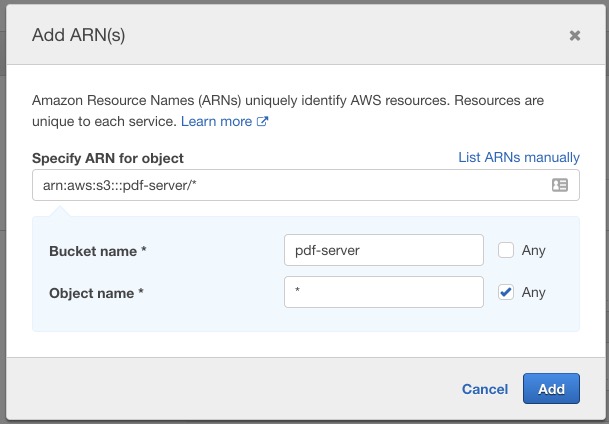 Add ARN(s)
Amazon Resource Names (ARNs) uniquely identify AWS resources. Resources are
unique to each service. Learn more
Specify ARN for object
List ARNs manually
arn:aws:s3:::pdf-server/*
Bucket name *
pdf-server
Any
Object name *
*
Any
Cancel
Add